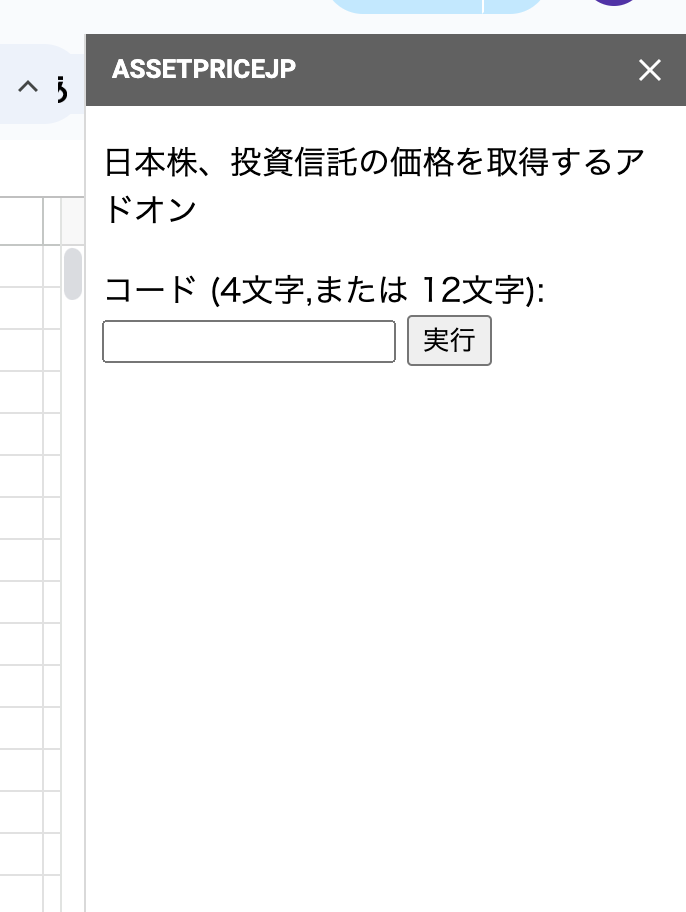 ASSETPRICEJP
日本株、投資信託の価格を取得するア
ドオン
コード (4文字,または 12文字):
実行